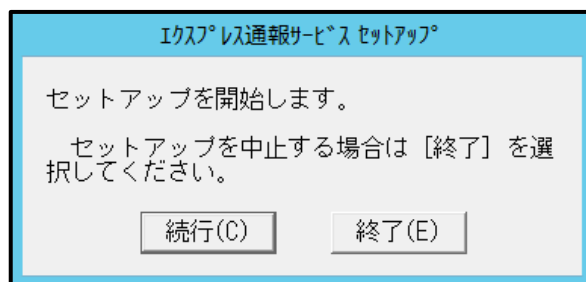 ｴｸｽﾌﾟﾚｽ通報ｻｰﾋﾞｽ ｾｯﾄｱｯﾌﾟ
セットアップを開始します。
　セットアップを中止する場合は［終了］を選
択してください。
続行(C)
終了(E)